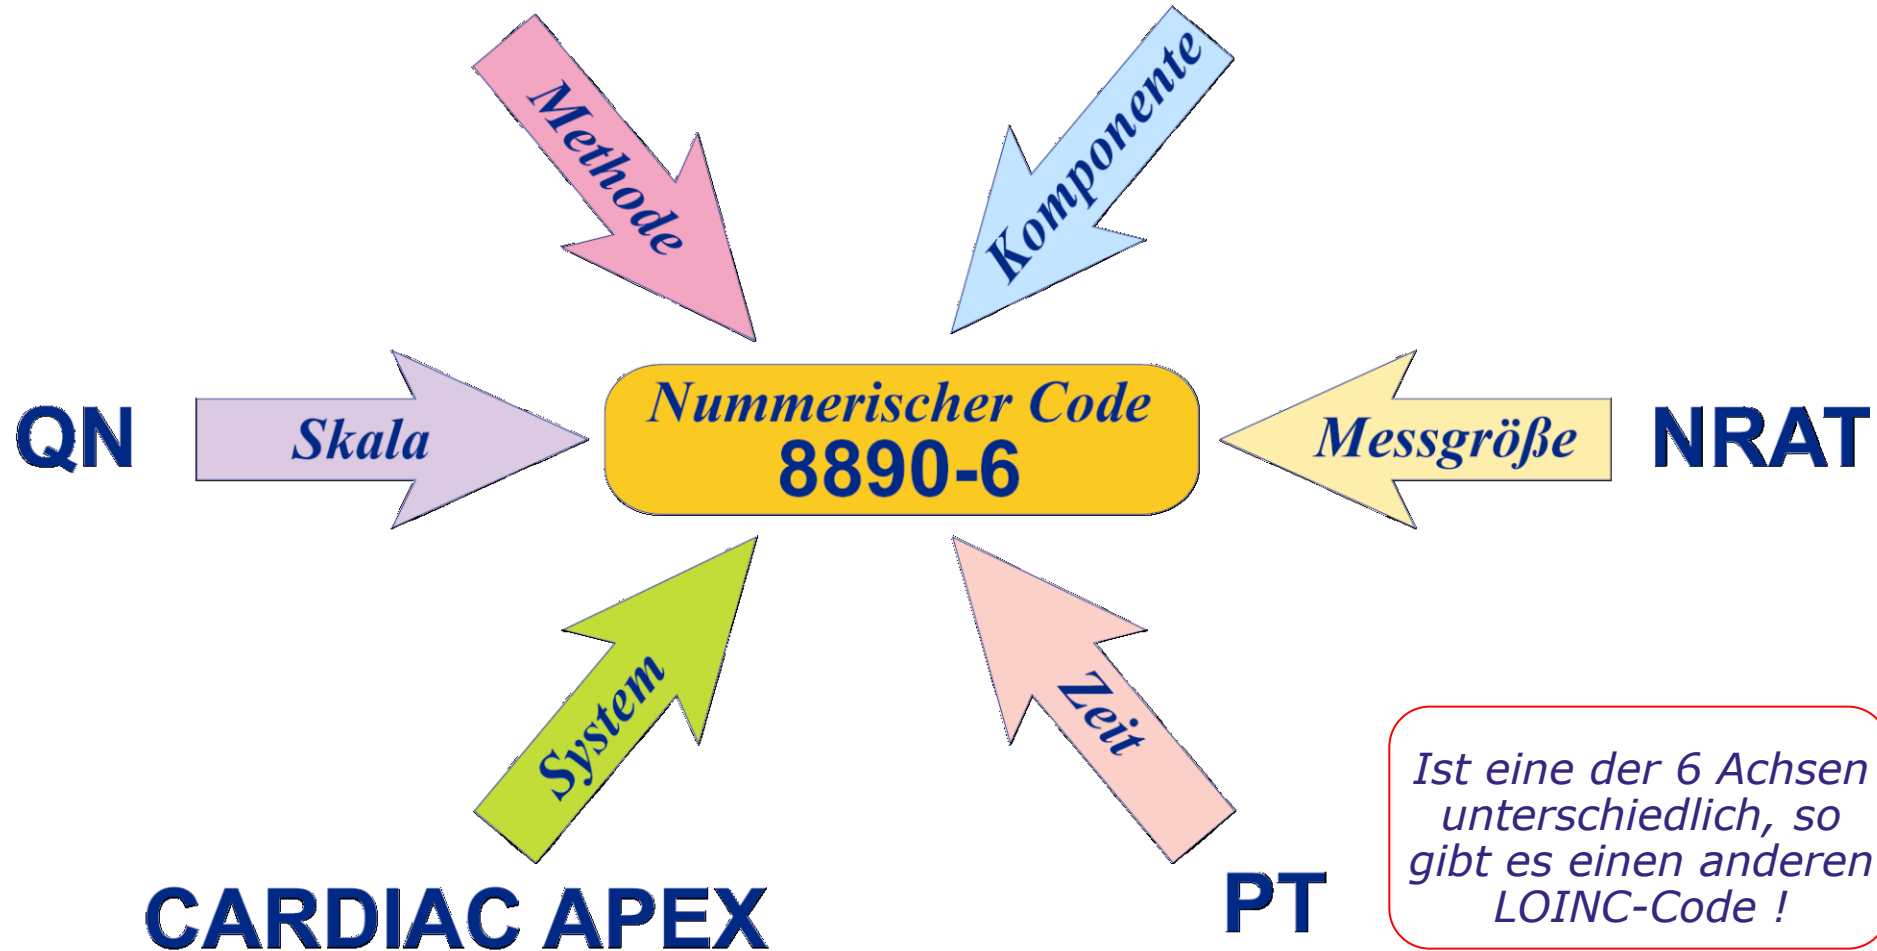 Methode
Komponente
QN
Skala
Nummerischer Code
8890-6
Messgröße
NRAT
System
Zeit
CARDIAC APEX
PT
Ist eine der 6 Achsen
unterschiedlich, so
gibt es einen anderen
LOINC-Code !